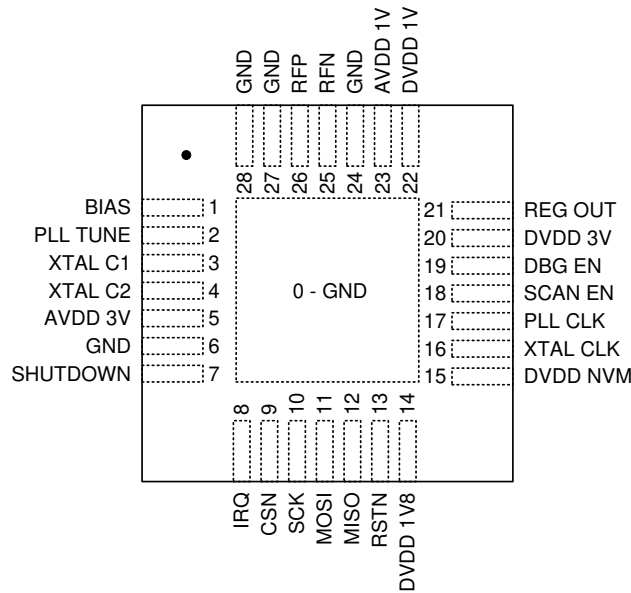 GND
GND
RFP
RFN
GND
AVDD 1V
DVDD 1V
28
27
26
25
24
23
22
BIAS 1
PLL TUNE 2
XTAL C1 3
XTAL C2 4
AVDD 3V 5
GND 6
SHUTDOWN 7
0 - GND
21 REG OUT
20 DVDD 3V
19 DBG EN
18 SCAN EN
17 PLL CLK
16 XTAL CLK
15 DVDD NVM
8
9
10
11
12
13
14
IRQ
CSN
SCK
MOSI
MISO
RSTN
DVDD 1V8